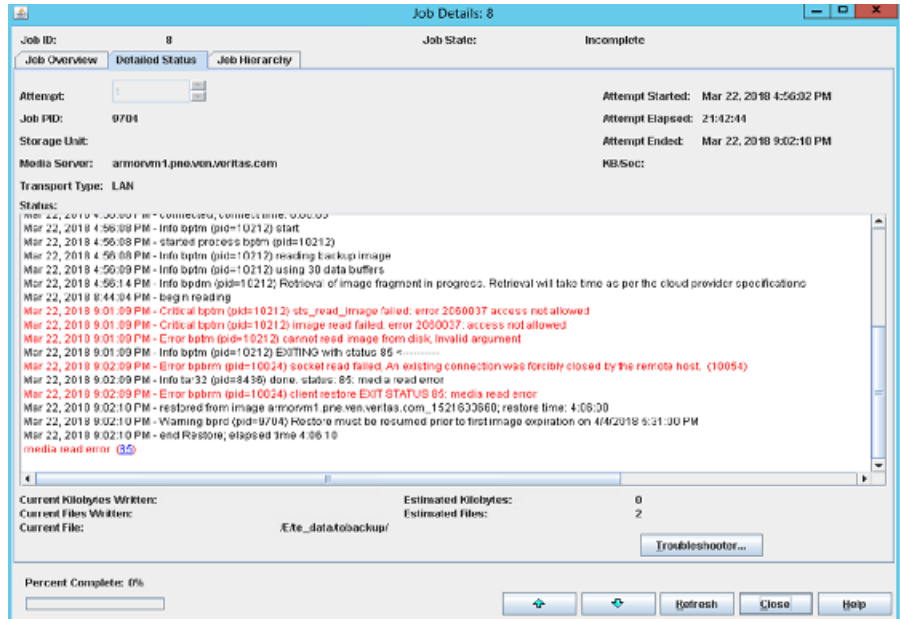 Job Details: 8
Job ID: 8 Job State: Incomplete
Job Overview Detailed Status Job Hierarchy
Attempt: 1 Attempt Started: Mar 22, 2018 4:56:02 PM
Job PID: 9704 Attempt Elapsed: 21:42:44
Storage Unit: Attempt Ended: Mar 22, 2018 9:02:10 PM
Media Server: armorvm1.pne.ven.veritas.com KB/Sec:
Transport Type: LAN
Status:
Mar 22, 2018 4:56:08 PM - connected; connect time: 0:00:05
Mar 22, 2018 4:56:08 PM - Info bptm (pid=10212) start
Mar 22, 2018 4:56:08 PM - started process bptm (pid=10212)
Mar 22, 2018 4:56:08 PM - Info bptm (pid=10212) reading backup image
Mar 22, 2018 4:56:09 PM - Info bptm (pid=10212) using 30 data buffers
Mar 22, 2018 4:56:14 PM - Info bpdm (pid=10212) Retrieval of image fragment in progress. Retrieval will take time as per the cloud provider specifications
Mar 22, 2018 8:44:04 PM - begin reading
Mar 22, 2018 9:01:09 PM - Critical bptm (pid=10212) sts_read_image failed: error 2060037 access not allowed
Mar 22, 2018 9:01:09 PM - Critical bptm (pid=10212) image read failed: error 2060037: access not allowed
Mar 22, 2018 9:01:09 PM - Error bptm (pid=10212) cannot read image from disk, Invalid argument
Mar 22, 2018 9:01:09 PM - Info bptm (pid=10212) EXITING with status 85 <----------
Mar 22, 2018 9:02:09 PM - Error bpbrm (pid=10024) socket read failed, An existing connection was forcibly closed by the remote host. (10054)
Mar 22, 2018 9:02:09 PM - Info tar32 (pid=8436) done. status: 85: media read error
Mar 22, 2018 9:02:09 PM - Error bpbrm (pid=10024) client restore EXIT STATUS 85: media read error
Mar 22, 2018 9:02:10 PM - restored from image armorvm1.pne.ven.veritas.com_1521633660; restore time: 4:06:00
Mar 22, 2018 9:02:10 PM - Warning bprd (pid=9704) Restore must be resumed prior to first image expiration on 4/4/2018 5:31:00 PM
Mar 22, 2018 9:02:10 PM - end Restore; elapsed time 4:06:10
media read error (85)
Current Kilobytes Written: Estimated Kilobytes: 0
Current Files Written: Estimated Files: 2
Current File: /E/te_data/tobackup/
Troubleshooter...
Percent Complete: 0%
Refresh Close Help